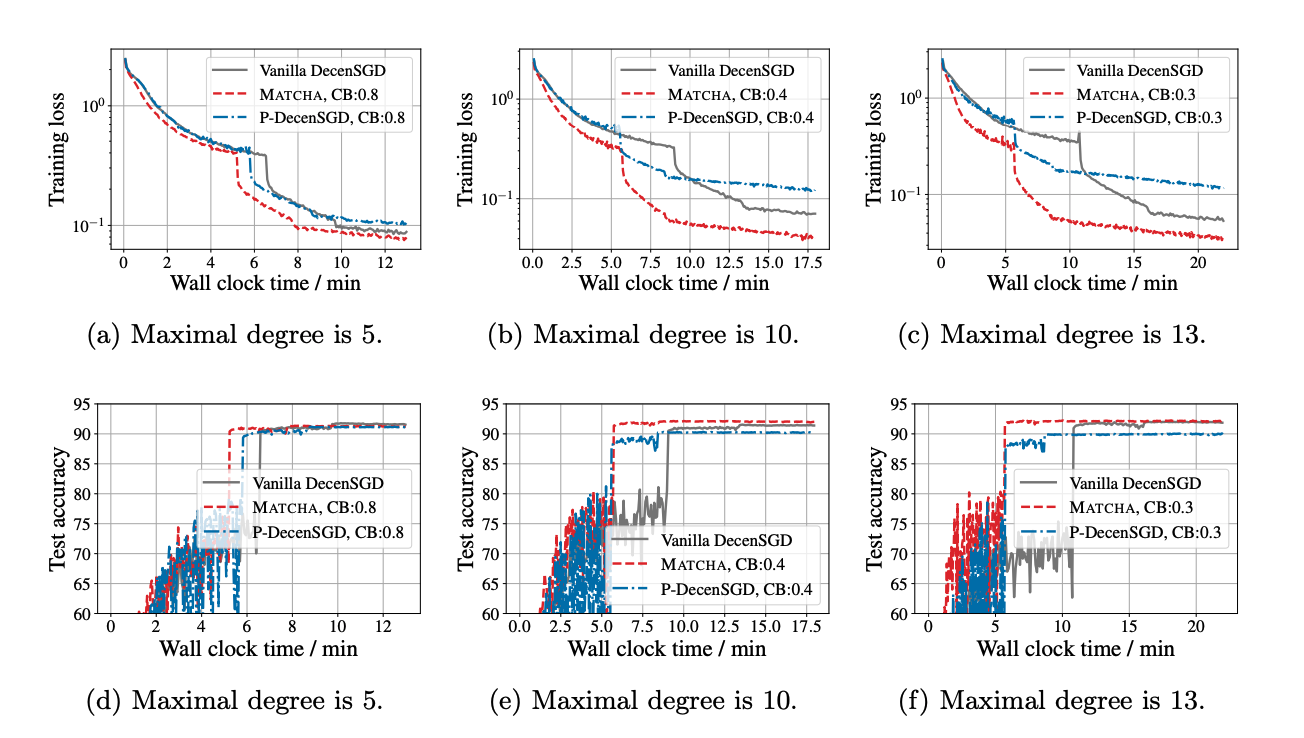 Training loss
10⁰
10⁻¹
Vanilla DecenSGD
MATCHA, CB:0.8
P-DecenSGD, CB:0.8
0 2 4 6 8 10 12
Wall clock time / min
(a) Maximal degree is 5.
Training loss
10⁰
10⁻¹
Vanilla DecenSGD
MATCHA, CB:0.4
P-DecenSGD, CB:0.4
0.0 2.5 5.0 7.5 10.0 12.5 15.0 17.5
Wall clock time / min
(b) Maximal degree is 10.
Training loss
10⁰
10⁻¹
Vanilla DecenSGD
MATCHA, CB:0.3
P-DecenSGD, CB:0.3
0 5 10 15 20
Wall clock time / min
(c) Maximal degree is 13.
Test accuracy
95
90
85
80
75
70
65
60
Vanilla DecenSGD
MATCHA, CB:0.8
P-DecenSGD, CB:0.8
0 2 4 6 8 10 12
Wall clock time / min
(d) Maximal degree is 5.
Test accuracy
95
90
85
80
75
70
65
60
Vanilla DecenSGD
MATCHA, CB:0.4
P-DecenSGD, CB:0.4
0.0 2.5 5.0 7.5 10.0 12.5 15.0 17.5
Wall clock time / min
(e) Maximal degree is 10.
Test accuracy
95
90
85
80
75
70
65
60
Vanilla DecenSGD
MATCHA, CB:0.3
P-DecenSGD, CB:0.3
0 5 10 15 20
Wall clock time / min
(f) Maximal degree is 13.